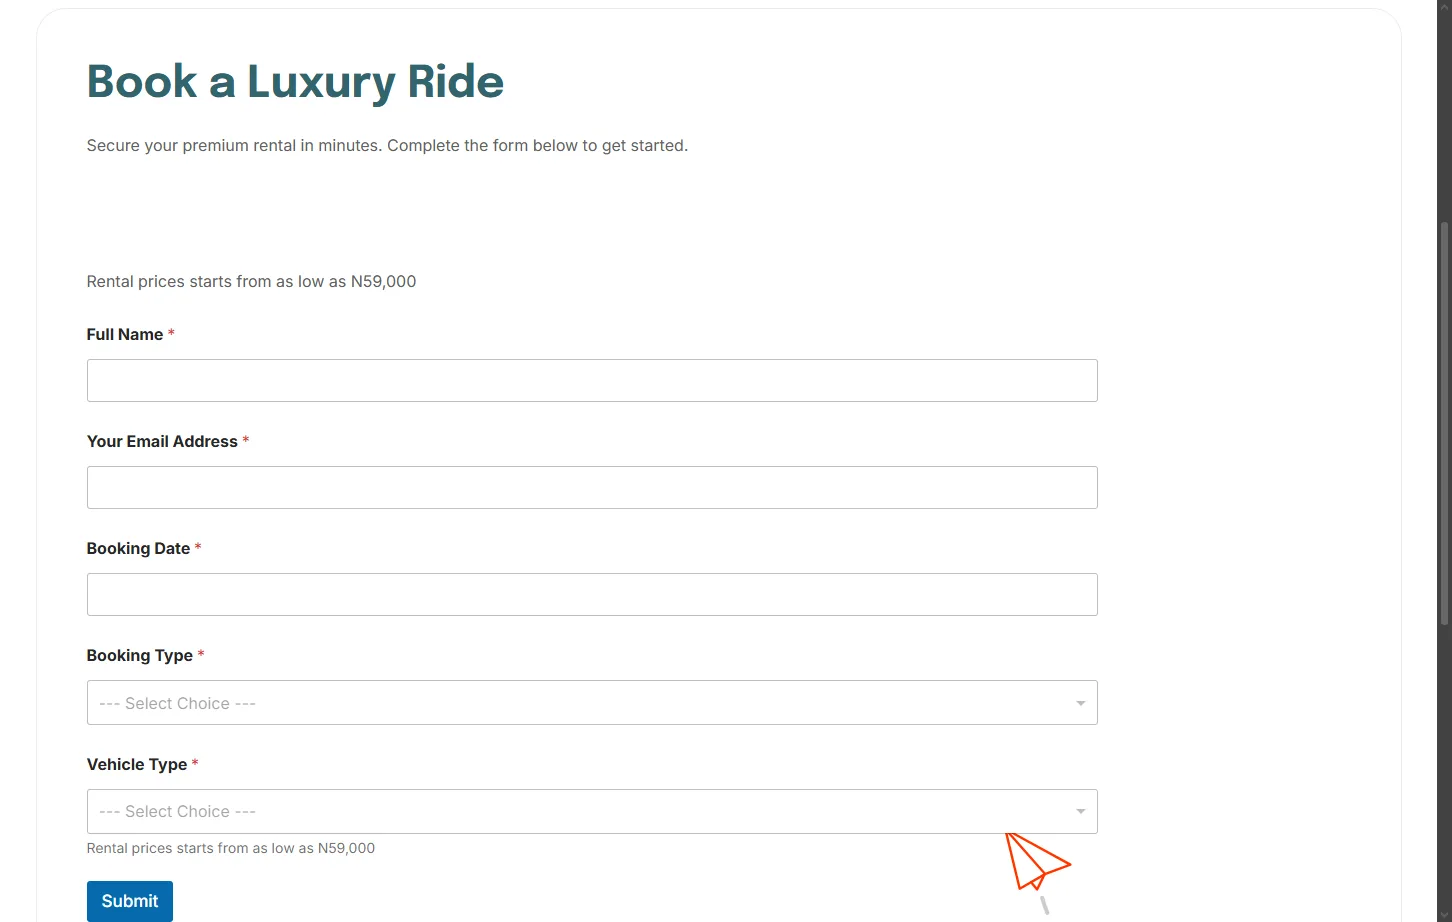 Book a Luxury Ride
Secure your premium rental in minutes. Complete the form below to get started.
Rental prices starts from as low as N59,000
Full Name *
Your Email Address *
Booking Date *
Booking Type *
--- Select Choice ---
Vehicle Type *
--- Select Choice ---
Rental prices starts from as low as N59,000
Submit